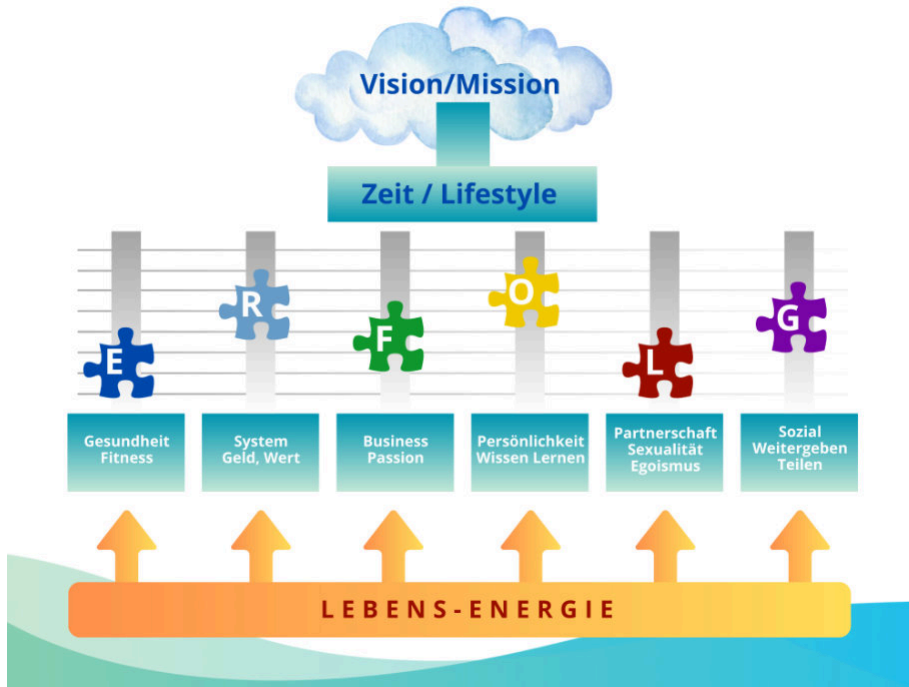 Vision/Mission
Zeit / Lifestyle
E
R
F
O
L
G
Gesundheit
Fitness
System
Geld, Wert
Business
Passion
Persönlichkeit
Wissen Lernen
Partnerschaft
Sexualität
Egoismus
Sozial
Weitergeben
Teilen
LEBENS-ENERGIE